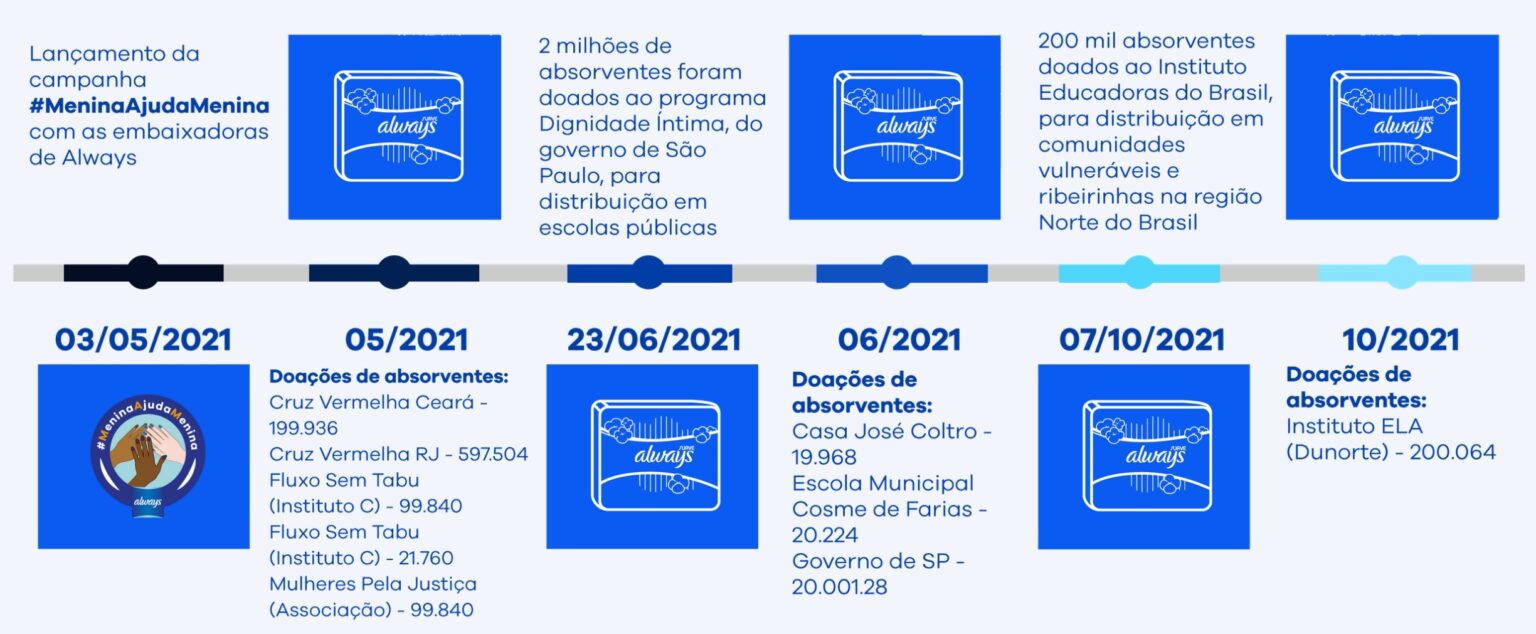 Lançamento da
campanha
#MeninaAjudaMenina
com as embaixadoras
de Always
always
2 milhões de
absorventes foram
doados ao programa
Dignidade Íntima, do
governo de São
Paulo, para
distribuição em
escolas públicas
always
200 mil absorventes
doados ao Instituto
Educadoras do Brasil,
para distribuição em
comunidades
vulneráveis e
ribeirinhas na região
Norte do Brasil
always
03/05/2021
#MeninaAjudaMenina
always
05/2021
Doações de absorventes:
Cruz Vermelha Ceará -
199.936
Cruz Vermelha RJ - 597.504
Fluxo Sem Tabu
(Instituto C) - 99.840
Fluxo Sem Tabu
(Instituto C) - 21.760
Mulheres Pela Justiça
(Associação) - 99.840
23/06/2021
always
06/2021
Doações de
absorventes:
Casa José Coltro -
19.968
Escola Municipal
Cosme de Farias -
20.224
Governo de SP -
20.001.28
07/10/2021
always
10/2021
Doações de
absorventes:
Instituto ELA
(Dunorte) - 200.064